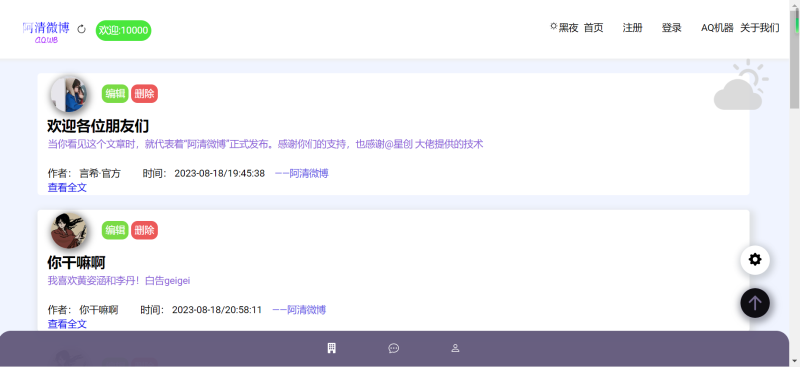 阿清微博
AQWB
欢迎:10000
黑夜 首页 注册 登录 AQ机器 关于我们
编辑 删除
欢迎各位朋友们
当你看见这个文章时，就代表着“阿清微博”正式发布。感谢你们的支持，也感谢@星创 大佬提供的技术
作者： 言希·官方 时间： 2023-08-18/19:45:38 ——阿清微博
查看全文
编辑 删除
你干嘛啊
我喜欢黄姿涵和李丹！白告geigei
作者： 你干嘛啊 时间： 2023-08-18/20:58:11 ——阿清微博
查看全文